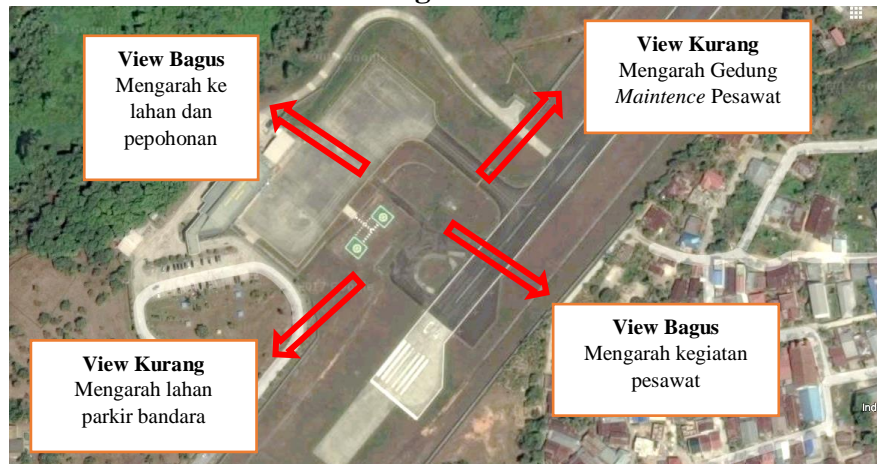 View Bagus
Mengarah ke
lahan dan
pepohonan
View Kurang
Mengarah Gedung
Maintence Pesawat
View Kurang
Mengarah lahan
parkir bandara
View Bagus
Mengarah kegiatan
pesawat
Ind